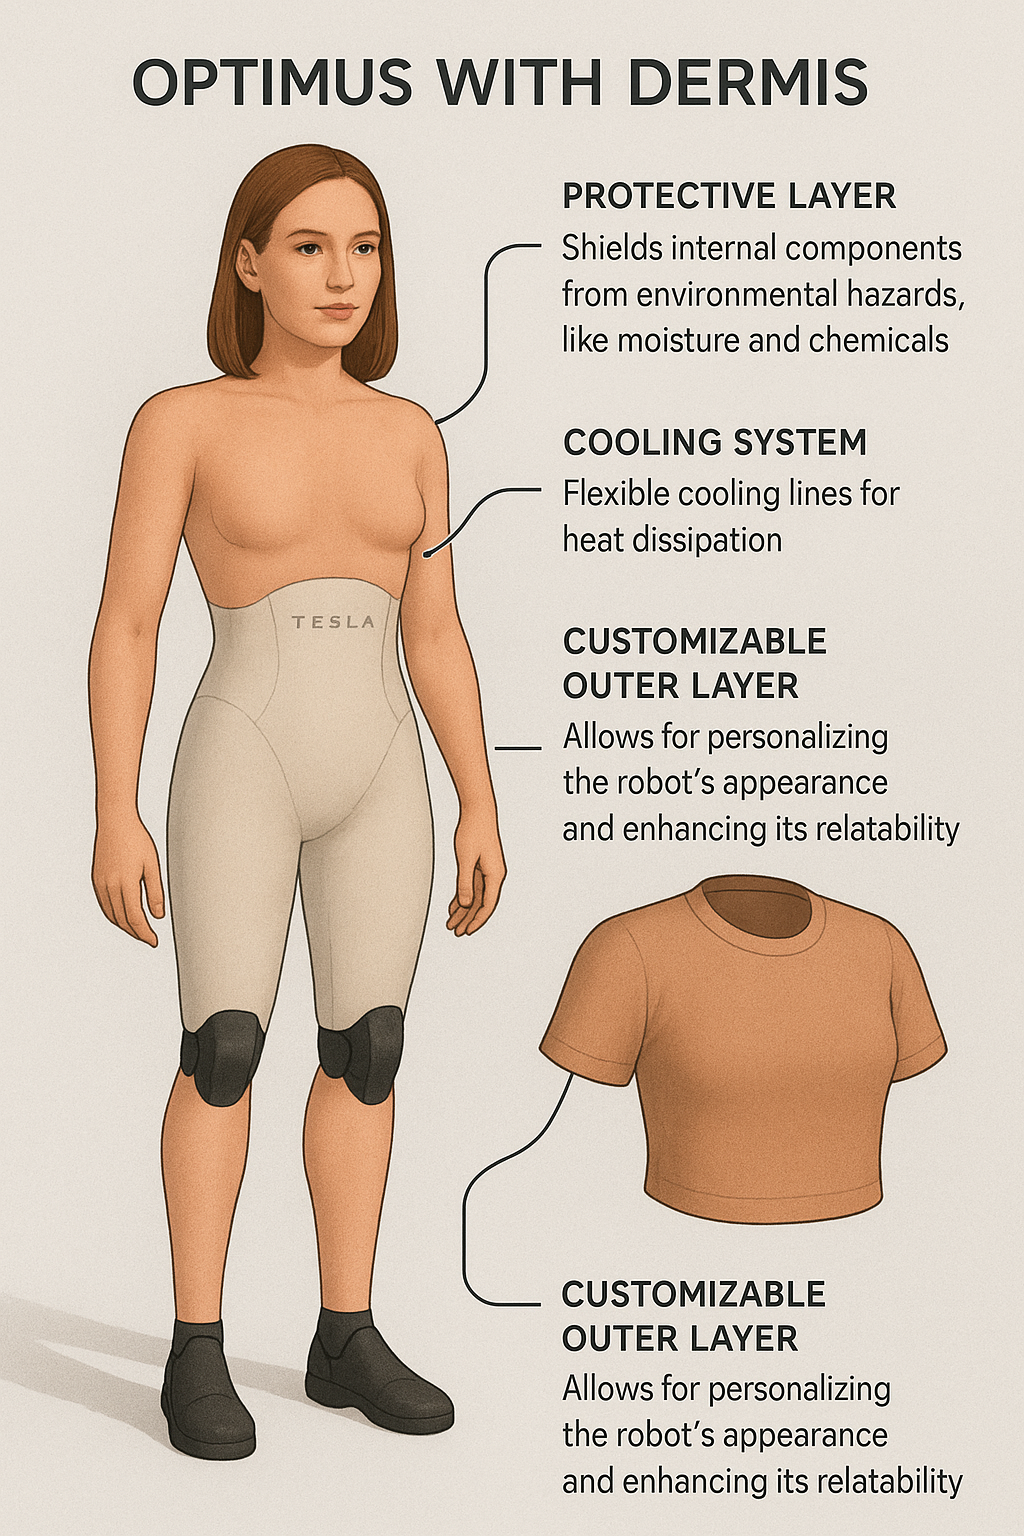 OPTIMUS WITH DERMIS
PROTECTIVE LAYER
Shields internal components
from environmental hazards,
like moisture and chemicals
COOLING SYSTEM
Flexible cooling lines for
heat dissipation
TESLA
CUSTOMIZABLE
OUTER LAYER
Allows for personalizing
the robot's appearance
and enhancing its relatability
CUSTOMIZABLE
OUTER LAYER
Allows for personalizing
the robot's appearance
and enhancing its relatability